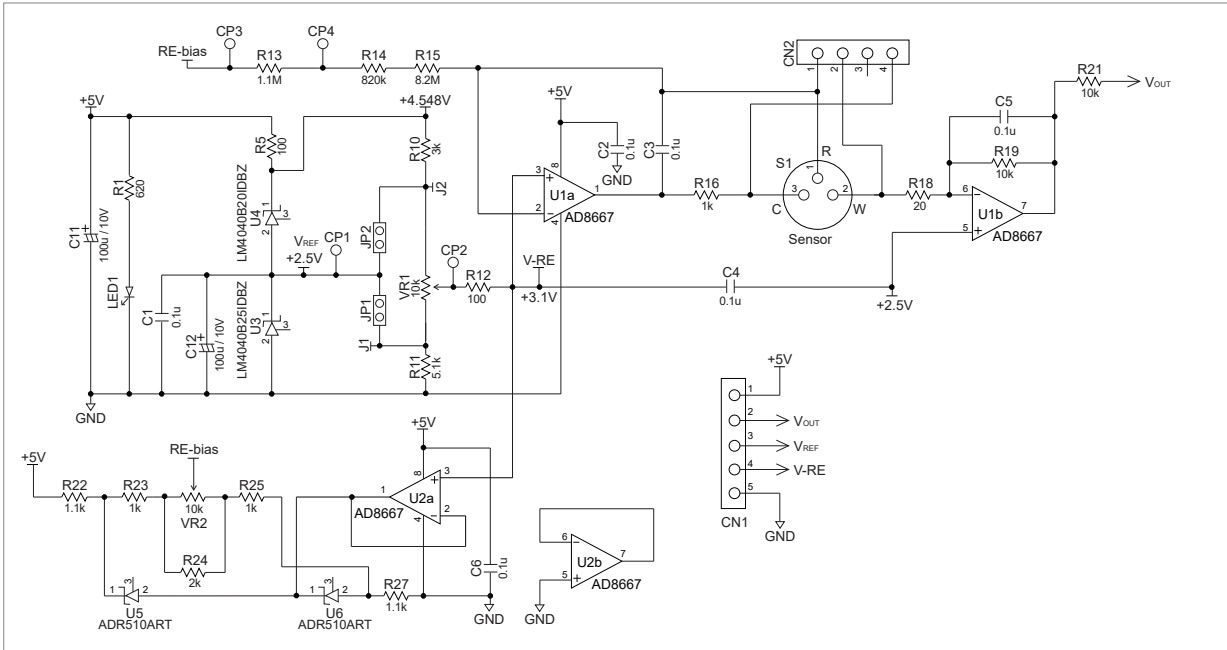 CP3
CP4
RE-bias
R13
1.1M
R14
820k
R15
8.2M
CN2
1
2
3
4
R21
10k
VOUT
+5V
+4.548V
+5V
C5
0.1u
R5
100
R10
3k
C2
0.1u
GND
C3
0.1u
R19
10k
R1
620
J2
3
8
+
−
2
4
U1a
1
AD8667
R16
1k
S1
R
1
3
2
C
W
Sensor
R18
20
6
−
5
+
U1b
7
AD8667
C11
+
100u / 10V
LM4040B20IDBZ
U4
1
3
2
VREF
+2.5V
CP1
JP2
CP2
VR1
10k
R12
100
V-RE
+3.1V
C4
0.1u
+2.5V
LED1
C1
0.1u
C12
+
100u / 10V
LM4040B25IDBZ
U3
1
3
2
JP1
J1
R11
5.1k
GND
+5V
1
2
VOUT
3
VREF
4
V-RE
5
CN1
GND
+5V
+5V
RE-bias
R22
1.1k
R23
1k
10k
VR2
R25
1k
R24
2k
1
8
+
3
U2a
−
2
4
AD8667
C6
0.1u
R27
1.1k
GND
1
3
2
U5
ADR510ART
1
3
2
U6
ADR510ART
6
−
5
+
U2b
7
AD8667
GND